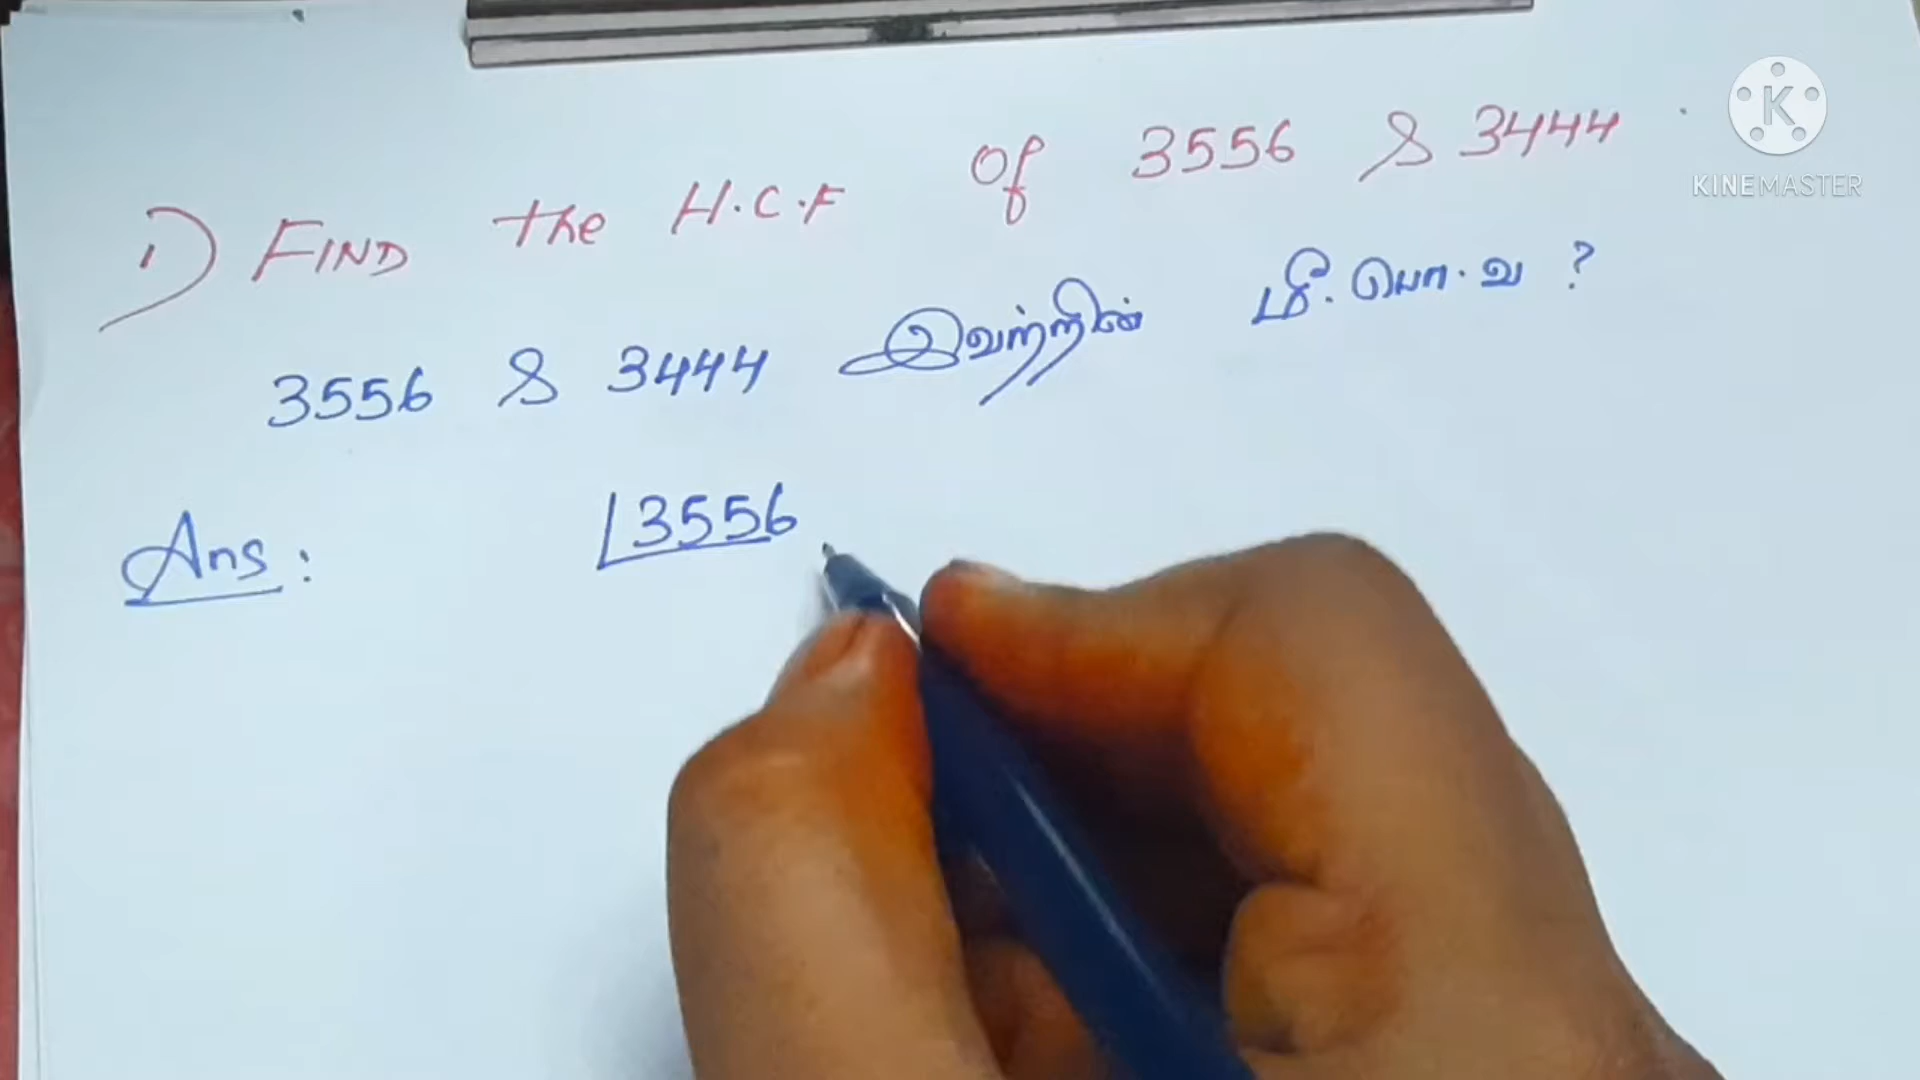 1) FIND the H.C.F Of 3556 & 3444
3556 & 3444 இவற்றின் மீ.பொ.வ ?
Ans : 3556
KINEMASTER